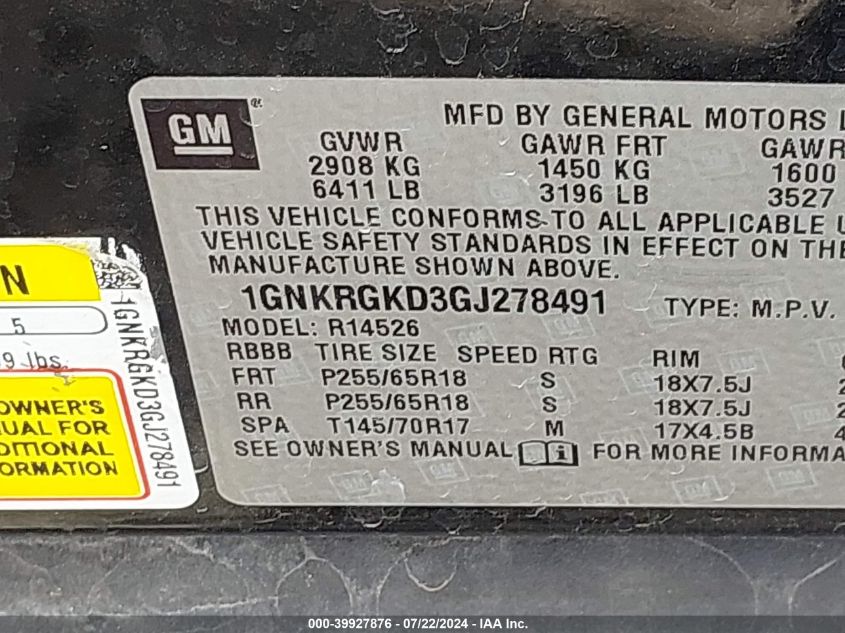 GM®
MFD BY GENERAL MOTORS
GVWR GAWR FRT GAWR
2908 KG 1450 KG 1600
6411 LB 3196 LB 3527
THIS VEHICLE CONFORMS TO ALL APPLICABLE
VEHICLE SAFETY STANDARDS IN EFFECT ON THE
MANUFACTURE SHOWN ABOVE.
1GNKRGKD3GJ278491 TYPE: M.P.V.
MODEL: R14526
RBBB TIRE SIZE SPEED RTG RIM
FRT P255/65R18 S 18X7.5J
RR P255/65R18 S 18X7.5J
SPA T145/70R17 M 17X4.5B
SEE OWNER'S MANUAL FOR MORE INFORMA
N
5
9 lbs
OWNER'S
UAL FOR
DITIONAL
FORMATION
1GNKRGKD3GJ278491
000-39927876 - 07/22/2024 - IAA Inc.